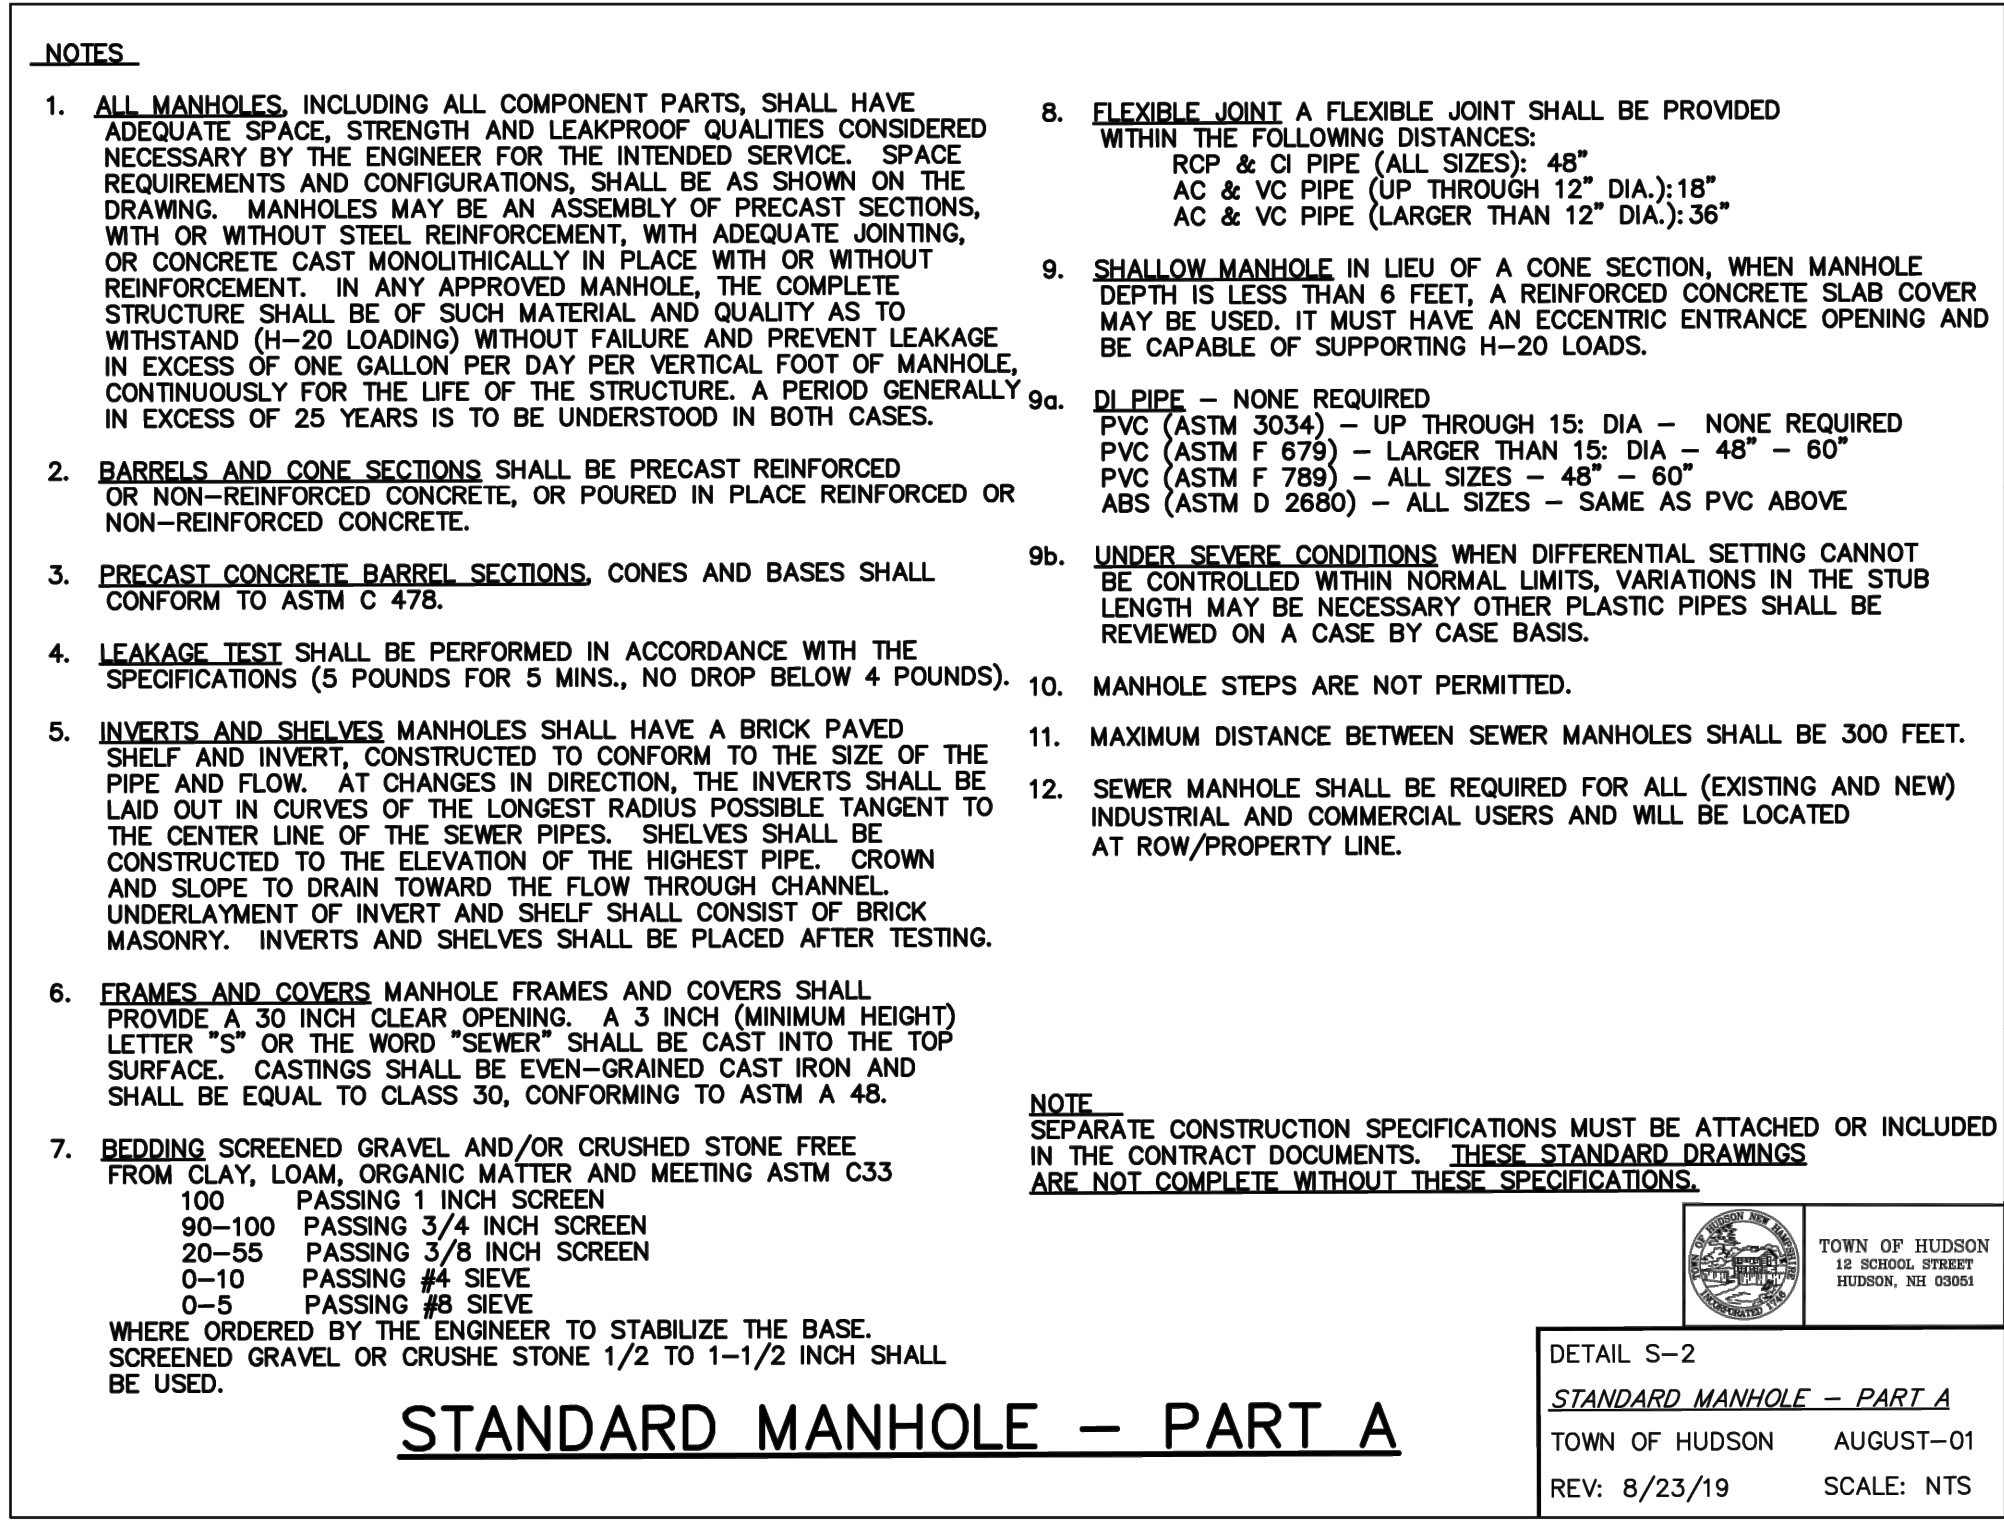 NOTES
1. ALL MANHOLES, INCLUDING ALL COMPONENT PARTS, SHALL HAVE
ADEQUATE SPACE, STRENGTH AND LEAKPROOF QUALITIES CONSIDERED
NECESSARY BY THE ENGINEER FOR THE INTENDED SERVICE. SPACE
REQUIREMENTS AND CONFIGURATIONS, SHALL BE AS SHOWN ON THE
DRAWING. MANHOLES MAY BE AN ASSEMBLY OF PRECAST SECTIONS,
WITH OR WITHOUT STEEL REINFORCEMENT, WITH ADEQUATE JOINTING,
OR CONCRETE CAST MONOLITHICALLY IN PLACE WITH OR WITHOUT
REINFORCEMENT. IN ANY APPROVED MANHOLE, THE COMPLETE
STRUCTURE SHALL BE OF SUCH MATERIAL AND QUALITY AS TO
WITHSTAND (H-20 LOADING) WITHOUT FAILURE AND PREVENT LEAKAGE
IN EXCESS OF ONE GALLON PER DAY PER VERTICAL FOOT OF MANHOLE,
CONTINUOUSLY FOR THE LIFE OF THE STRUCTURE. A PERIOD GENERALLY
IN EXCESS OF 25 YEARS IS TO BE UNDERSTOOD IN BOTH CASES.
2. BARRELS AND CONE SECTIONS SHALL BE PRECAST REINFORCED
OR NON-REINFORCED CONCRETE, OR POURED IN PLACE REINFORCED OR
NON-REINFORCED CONCRETE.
3. PRECAST CONCRETE BARREL SECTIONS, CONES AND BASES SHALL
CONFORM TO ASTM C 478.
4. LEAKAGE TEST SHALL BE PERFORMED IN ACCORDANCE WITH THE
SPECIFICATIONS (5 POUNDS FOR 5 MINS., NO DROP BELOW 4 POUNDS).
5. INVERTS AND SHELVES MANHOLES SHALL HAVE A BRICK PAVED
SHELF AND INVERT, CONSTRUCTED TO CONFORM TO THE SIZE OF THE
PIPE AND FLOW. AT CHANGES IN DIRECTION, THE INVERTS SHALL BE
LAID OUT IN CURVES OF THE LONGEST RADIUS POSSIBLE TANGENT TO
THE CENTER LINE OF THE SEWER PIPES. SHELVES SHALL BE
CONSTRUCTED TO THE ELEVATION OF THE HIGHEST PIPE. CROWN
AND SLOPE TO DRAIN TOWARD THE FLOW THROUGH CHANNEL.
UNDERLAYMENT OF INVERT AND SHELF SHALL CONSIST OF BRICK
MASONRY. INVERTS AND SHELVES SHALL BE PLACED AFTER TESTING.
6. FRAMES AND COVERS MANHOLE FRAMES AND COVERS SHALL
PROVIDE A 30 INCH CLEAR OPENING. A 3 INCH (MINIMUM HEIGHT)
LETTER "S" OR THE WORD "SEWER" SHALL BE CAST INTO THE TOP
SURFACE. CASTINGS SHALL BE EVEN-GRAINED CAST IRON AND
SHALL BE EQUAL TO CLASS 30, CONFORMING TO ASTM A 48.
7. BEDDING SCREENED GRAVEL AND/OR CRUSHED STONE FREE
FROM CLAY, LOAM, ORGANIC MATTER AND MEETING ASTM C33
100 PASSING 1 INCH SCREEN
90-100 PASSING 3/4 INCH SCREEN
20-55 PASSING 3/8 INCH SCREEN
0-10 PASSING #4 SIEVE
0-5 PASSING #8 SIEVE
WHERE ORDERED BY THE ENGINEER TO STABILIZE THE BASE.
SCREENED GRAVEL OR CRUSHE STONE 1/2 TO 1-1/2 INCH SHALL
BE USED.
8. FLEXIBLE JOINT A FLEXIBLE JOINT SHALL BE PROVIDED
WITHIN THE FOLLOWING DISTANCES:
RCP & CI PIPE (ALL SIZES): 48"
AC & VC PIPE (UP THROUGH 12" DIA.):18"
AC & VC PIPE (LARGER THAN 12" DIA.):36"
9. SHALLOW MANHOLE IN LIEU OF A CONE SECTION, WHEN MANHOLE
DEPTH IS LESS THAN 6 FEET, A REINFORCED CONCRETE SLAB COVER
MAY BE USED. IT MUST HAVE AN ECCENTRIC ENTRANCE OPENING AND
BE CAPABLE OF SUPPORTING H-20 LOADS.
9a. DI PIPE - NONE REQUIRED
PVC (ASTM 3034) - UP THROUGH 15: DIA - NONE REQUIRED
PVC (ASTM F 679) - LARGER THAN 15: DIA - 48" - 60"
PVC (ASTM F 789) - ALL SIZES - 48" - 60"
ABS (ASTM D 2680) - ALL SIZES - SAME AS PVC ABOVE
9b. UNDER SEVERE CONDITIONS WHEN DIFFERENTIAL SETTING CANNOT
BE CONTROLLED WITHIN NORMAL LIMITS, VARIATIONS IN THE STUB
LENGTH MAY BE NECESSARY OTHER PLASTIC PIPES SHALL BE
REVIEWED ON A CASE BY CASE BASIS.
10. MANHOLE STEPS ARE NOT PERMITTED.
11. MAXIMUM DISTANCE BETWEEN SEWER MANHOLES SHALL BE 300 FEET.
12. SEWER MANHOLE SHALL BE REQUIRED FOR ALL (EXISTING AND NEW)
INDUSTRIAL AND COMMERCIAL USERS AND WILL BE LOCATED
AT ROW/PROPERTY LINE.
NOTE
SEPARATE CONSTRUCTION SPECIFICATIONS MUST BE ATTACHED OR INCLUDED
IN THE CONTRACT DOCUMENTS. THESE STANDARD DRAWINGS
ARE NOT COMPLETE WITHOUT THESE SPECIFICATIONS.
TOWN OF HUDSON NEW HAMPSHIRE
INCORPORATED 1746
TOWN OF HUDSON
12 SCHOOL STREET
HUDSON, NH 03051
STANDARD MANHOLE - PART A
DETAIL S-2
STANDARD MANHOLE - PART A
TOWN OF HUDSON AUGUST-01
REV: 8/23/19 SCALE: NTS